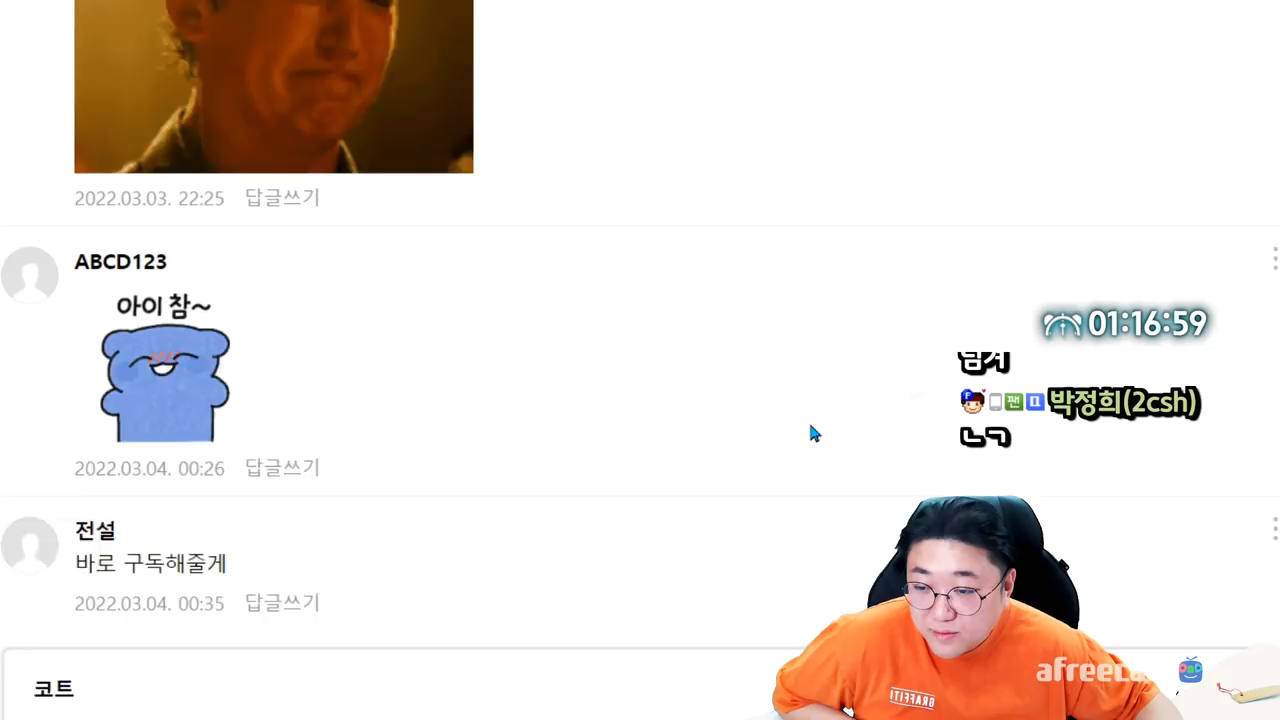 2022.03.03. 22:25 답글쓰기
ABCD123
아이 참~
2022.03.04. 00:26 답글쓰기
01:16:59
팬
박정희(2csh)
ㄴㄱ
전설
바로 구독해줄게
2022.03.04. 00:35 답글쓰기
코트
GRAFFITI